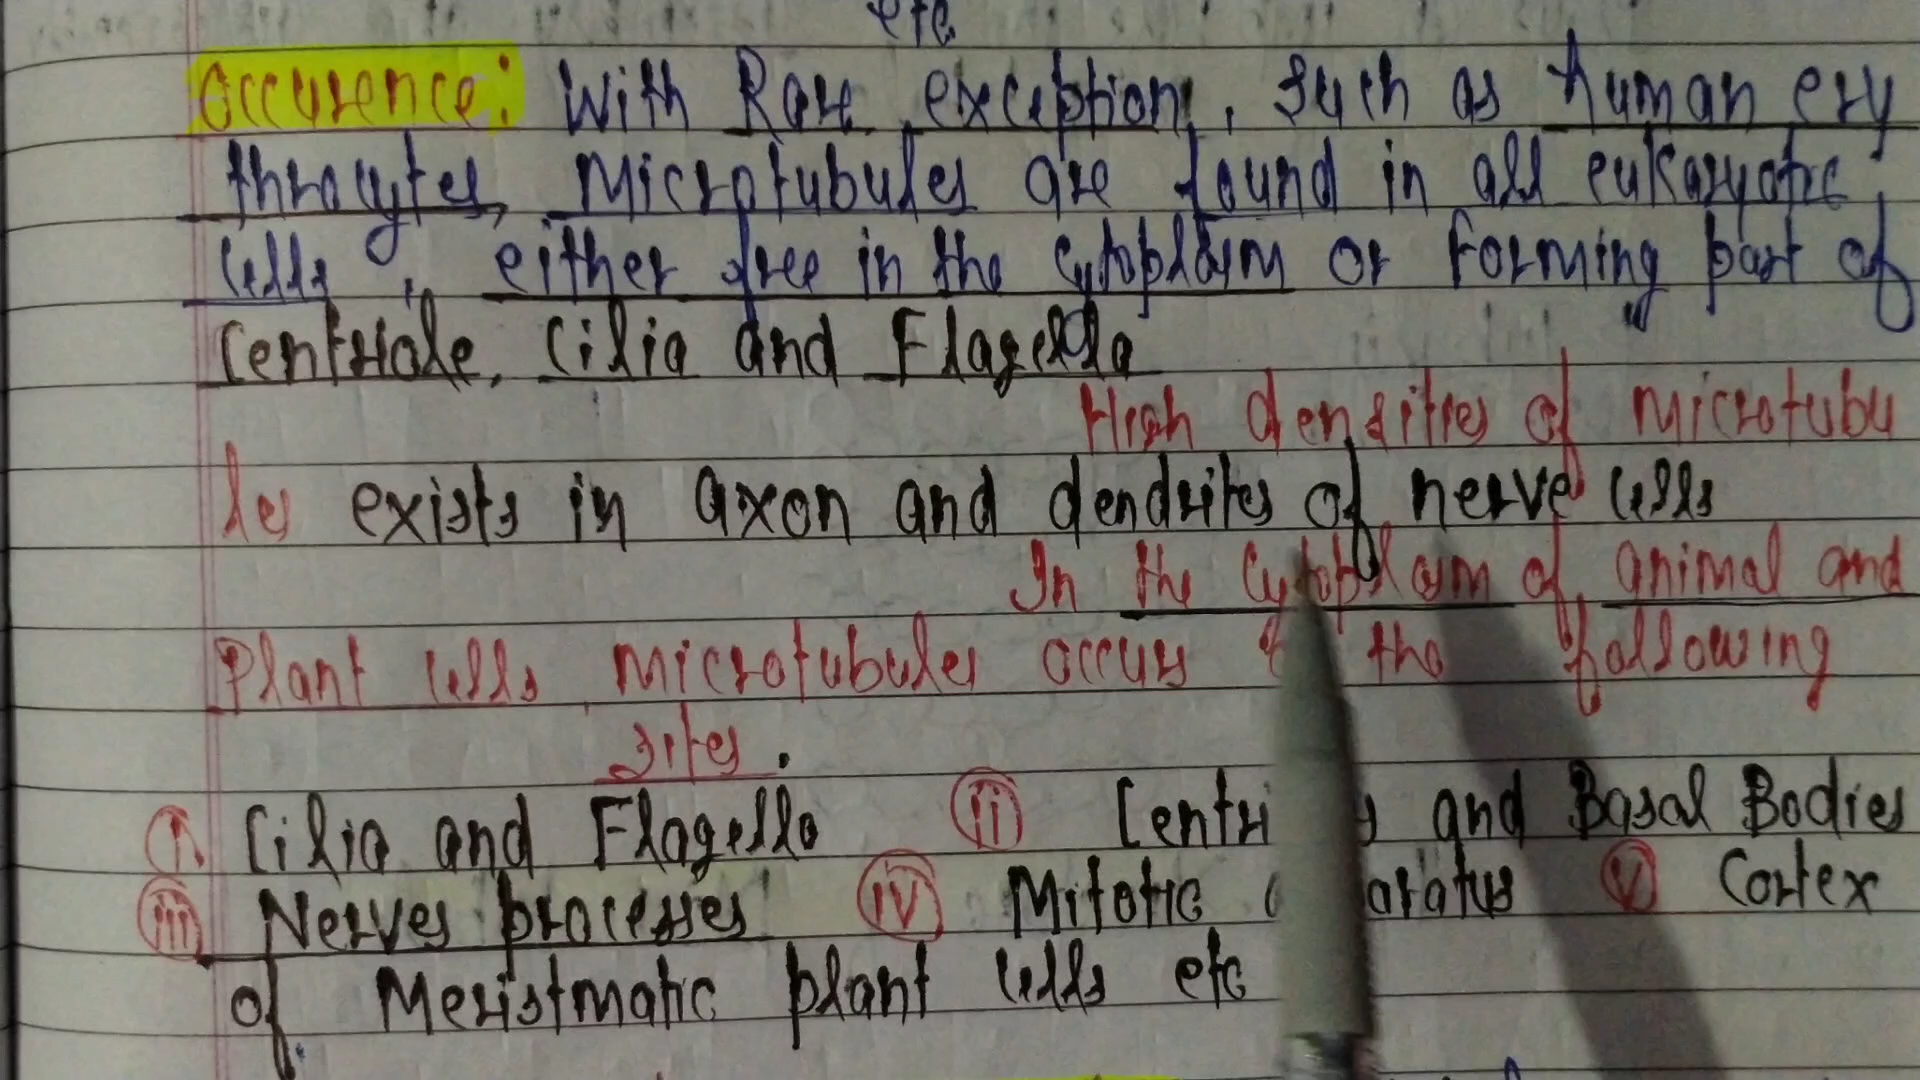 etc
Occurence: With Rare exception, such as human ery
throcytes, Microtubules are found in all eukaryotic
cells, either free in the cytoplasm or Forming part of
Centriole, Cilia and Flagella
High densities of microtubu
les exists in axon and dendrites of nerve cells
In the cytoplasm of animal and
Plant cells microtubules occurs the following
sites.
(i) Cilia and Flagella (ii) and Basal Bodies
(iii) Nerves processes (iv) Mitotic (v) Cortex
of Meristmatic plant cells etc